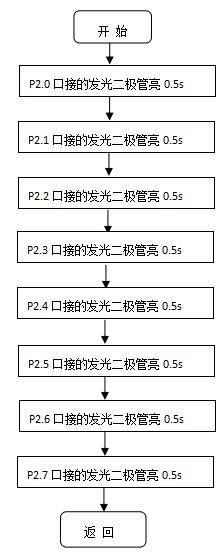 开 始
P2.0 口接的发光二极管亮 0.5s
P2.1 口接的发光二极管亮 0.5s
P2.2 口接的发光二极管亮 0.5s
P2.3 口接的发光二极管亮 0.5s
P2.4 口接的发光二极管亮 0.5s
P2.5 口接的发光二极管亮 0.5s
P2.6 口接的发光二极管亮 0.5s
P2.7 口接的发光二极管亮 0.5s
返 回